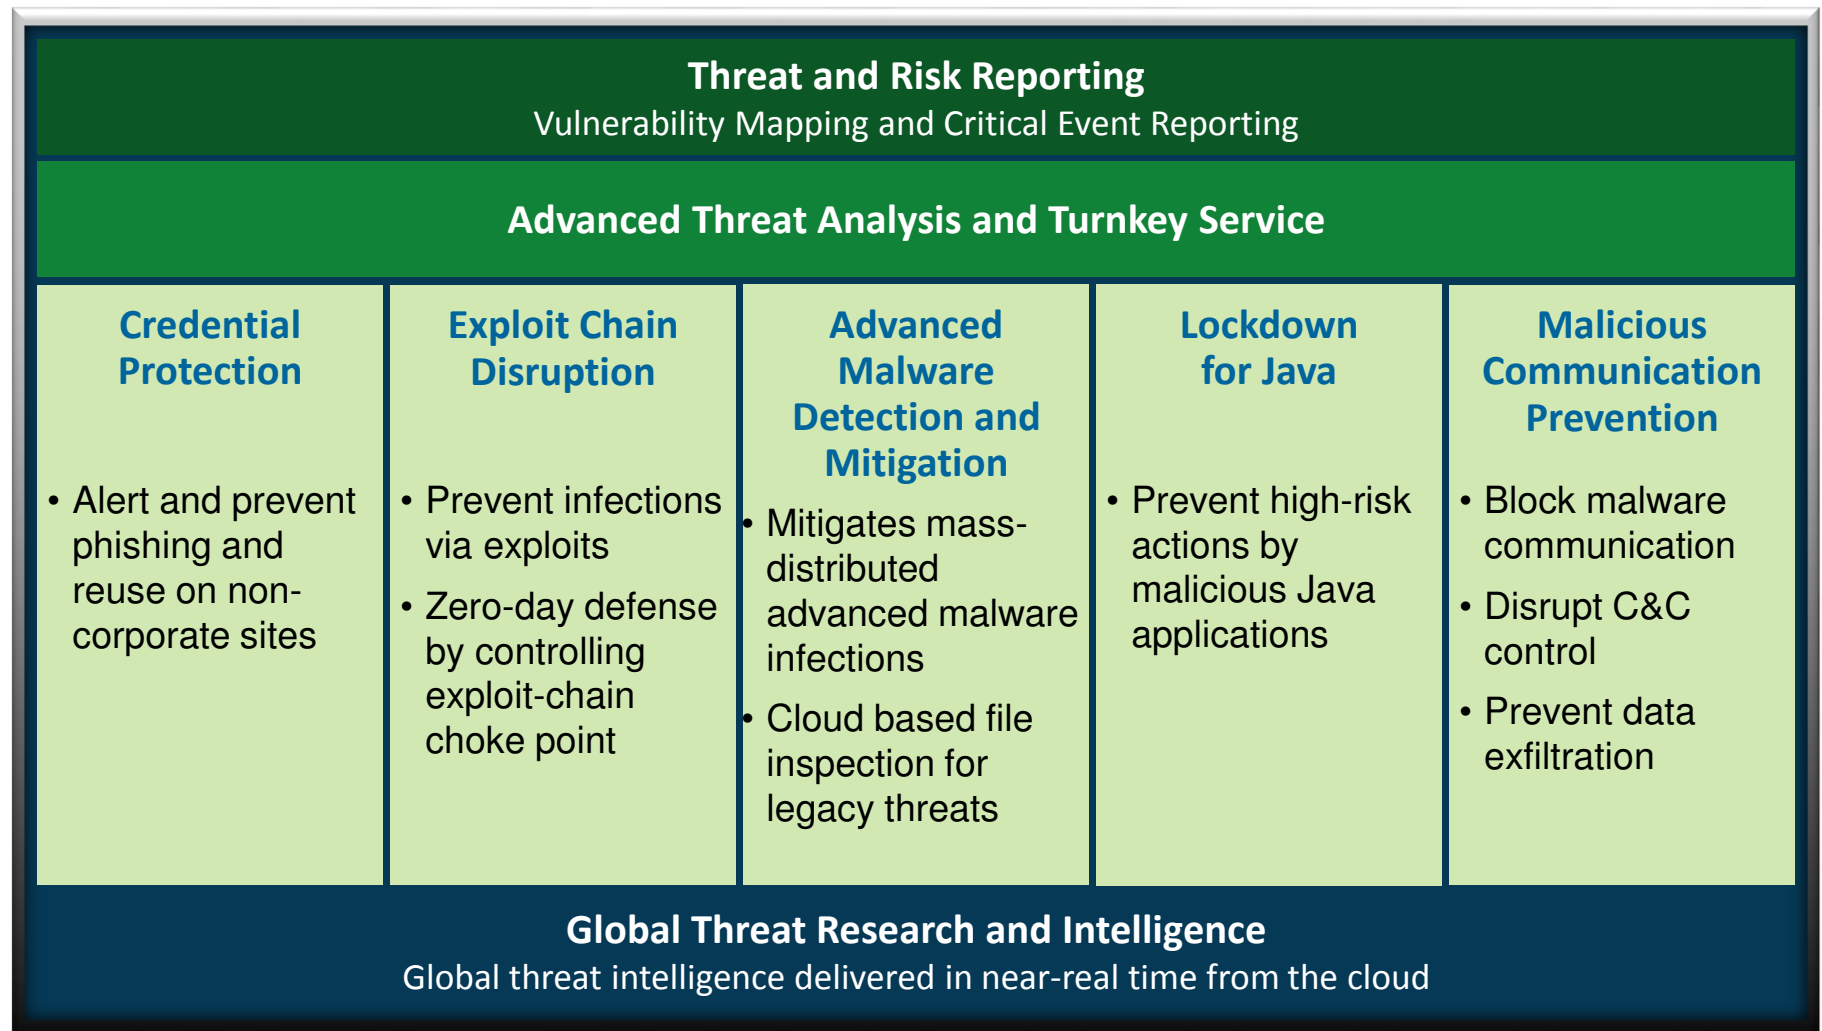 Threat and Risk Reporting
Vulnerability Mapping and Critical Event Reporting
Advanced Threat Analysis and Turnkey Service
Credential
Protection
• Alert and prevent
phishing and
reuse on non-
corporate sites
Exploit Chain
Disruption
• Prevent infections
via exploits
• Zero-day defense
by controlling
exploit-chain
choke point
Advanced
Malware
Detection and
Mitigation
• Mitigates mass-
distributed
advanced malware
infections
• Cloud based file
inspection for
legacy threats
Lockdown
for Java
• Prevent high-risk
actions by
malicious Java
applications
Malicious
Communication
Prevention
• Block malware
communication
• Disrupt C&C
control
• Prevent data
exfiltration
Global Threat Research and Intelligence
Global threat intelligence delivered in near-real time from the cloud